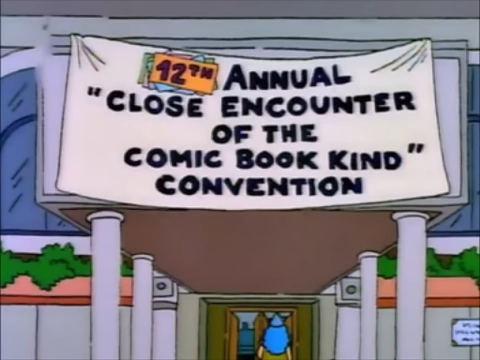 12TH ANNUAL
"CLOSE ENCOUNTER
OF THE
COMIC BOOK KIND"
CONVENTION